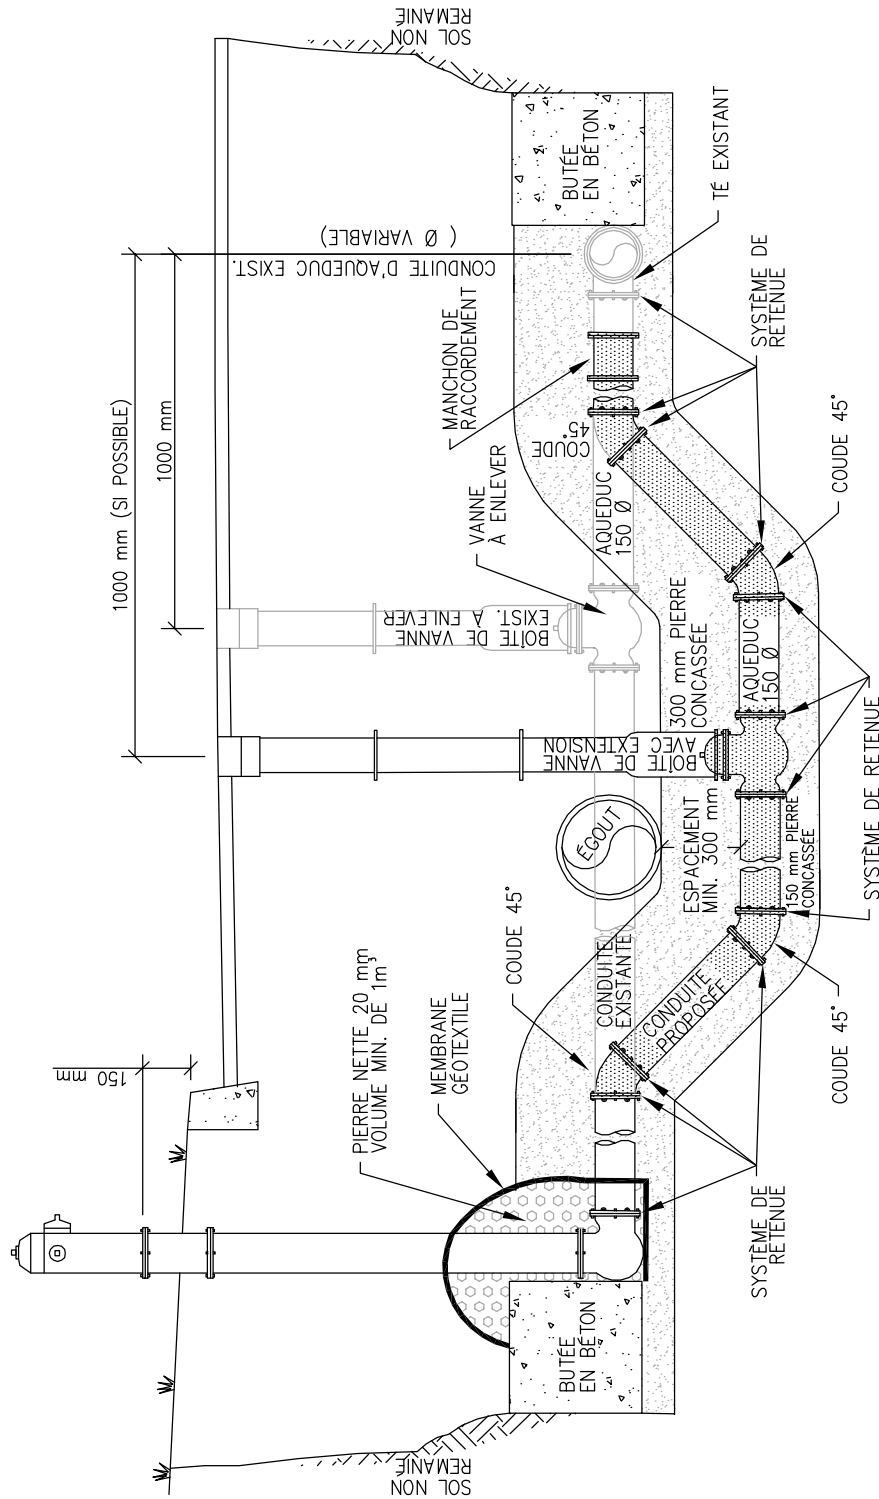 SOL NON
REMANIÉ
150 mm
1000 mm (SI POSSIBLE)
1000 mm
CONDUITE D'AQUEDUC EXIST.
( Ø VARIABLE)
SOL NON
REMANIÉ
PIERRE NETTE 20 mm
VOLUME MIN. DE 1m³
MEMBRANE
GÉOTEXTILE
COUDE 45°
ÉGOUT
BOÎTE DE VANNE
AVEC EXTENSION
BOÎTE DE VANNE
EXIST. À ENLEVER
VANNE
À ENLEVER
MANCHON DE
RACCORDEMENT
COUDE
45°
BUTÉE
EN BÉTON
BUTÉE
EN BÉTON
CONDUITE
EXISTANTE
CONDUITE
PROPOSÉE
ESPACEMENT
MIN. 300 mm
300 mm PIERRE
CONCASSÉE
AQUEDUC
150 Ø
AQUEDUC
150 Ø
150 mm PIERRE
CONCASSÉE
TÉ EXISTANT
SYSTÈME DE
RETENUE
COUDE 45°
SYSTÈME DE RETENUE
COUDE 45°
SYSTÈME DE
RETENUE